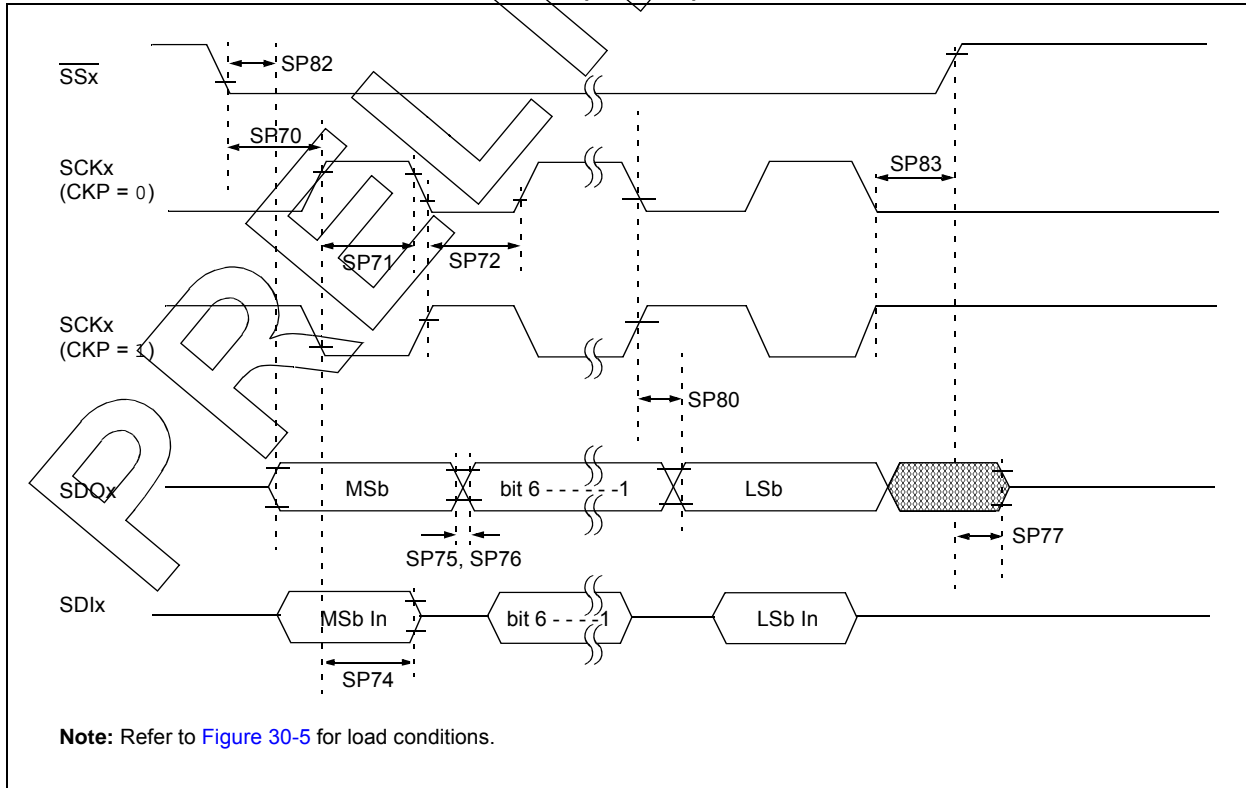 SSx
SP82
SP70
SCKx
(CKP = 0)
SP83
SP71
SP72
SCKx
(CKP = 1)
SP80
SDOx
MSb
bit 6 - - - - - -1
LSb
SP75, SP76
SP77
SDIx
MSb In
bit 6 - - - -1
LSb In
SP74
Note: Refer to Figure 30-5 for load conditions.